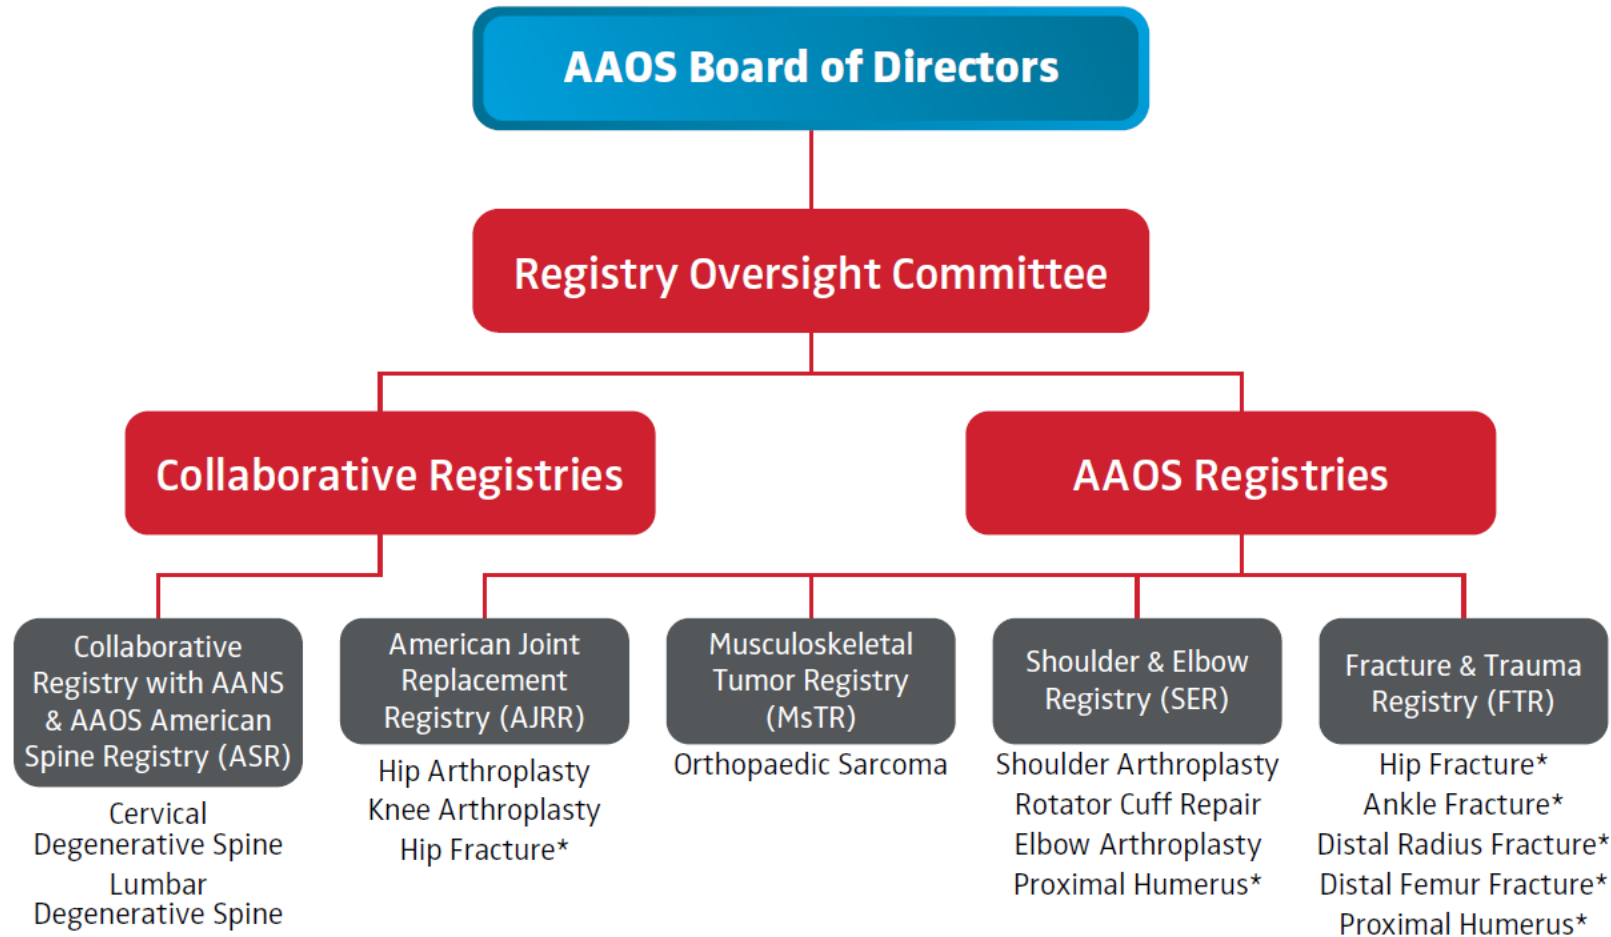 AAOS Board of Directors
Registry Oversight Committee
Collaborative Registries
AAOS Registries
Collaborative
Registry with AANS
& AAOS American
Spine Registry (ASR)
Cervical
Degenerative Spine
Lumbar
Degenerative Spine
American Joint
Replacement
Registry (AJRR)
Hip Arthroplasty
Knee Arthroplasty
Hip Fracture*
Musculoskeletal
Tumor Registry
(MsTR)
Orthopaedic Sarcoma
Shoulder & Elbow
Registry (SER)
Shoulder Arthroplasty
Rotator Cuff Repair
Elbow Arthroplasty
Proximal Humerus*
Fracture & Trauma
Registry (FTR)
Hip Fracture*
Ankle Fracture*
Distal Radius Fracture*
Distal Femur Fracture*
Proximal Humerus*